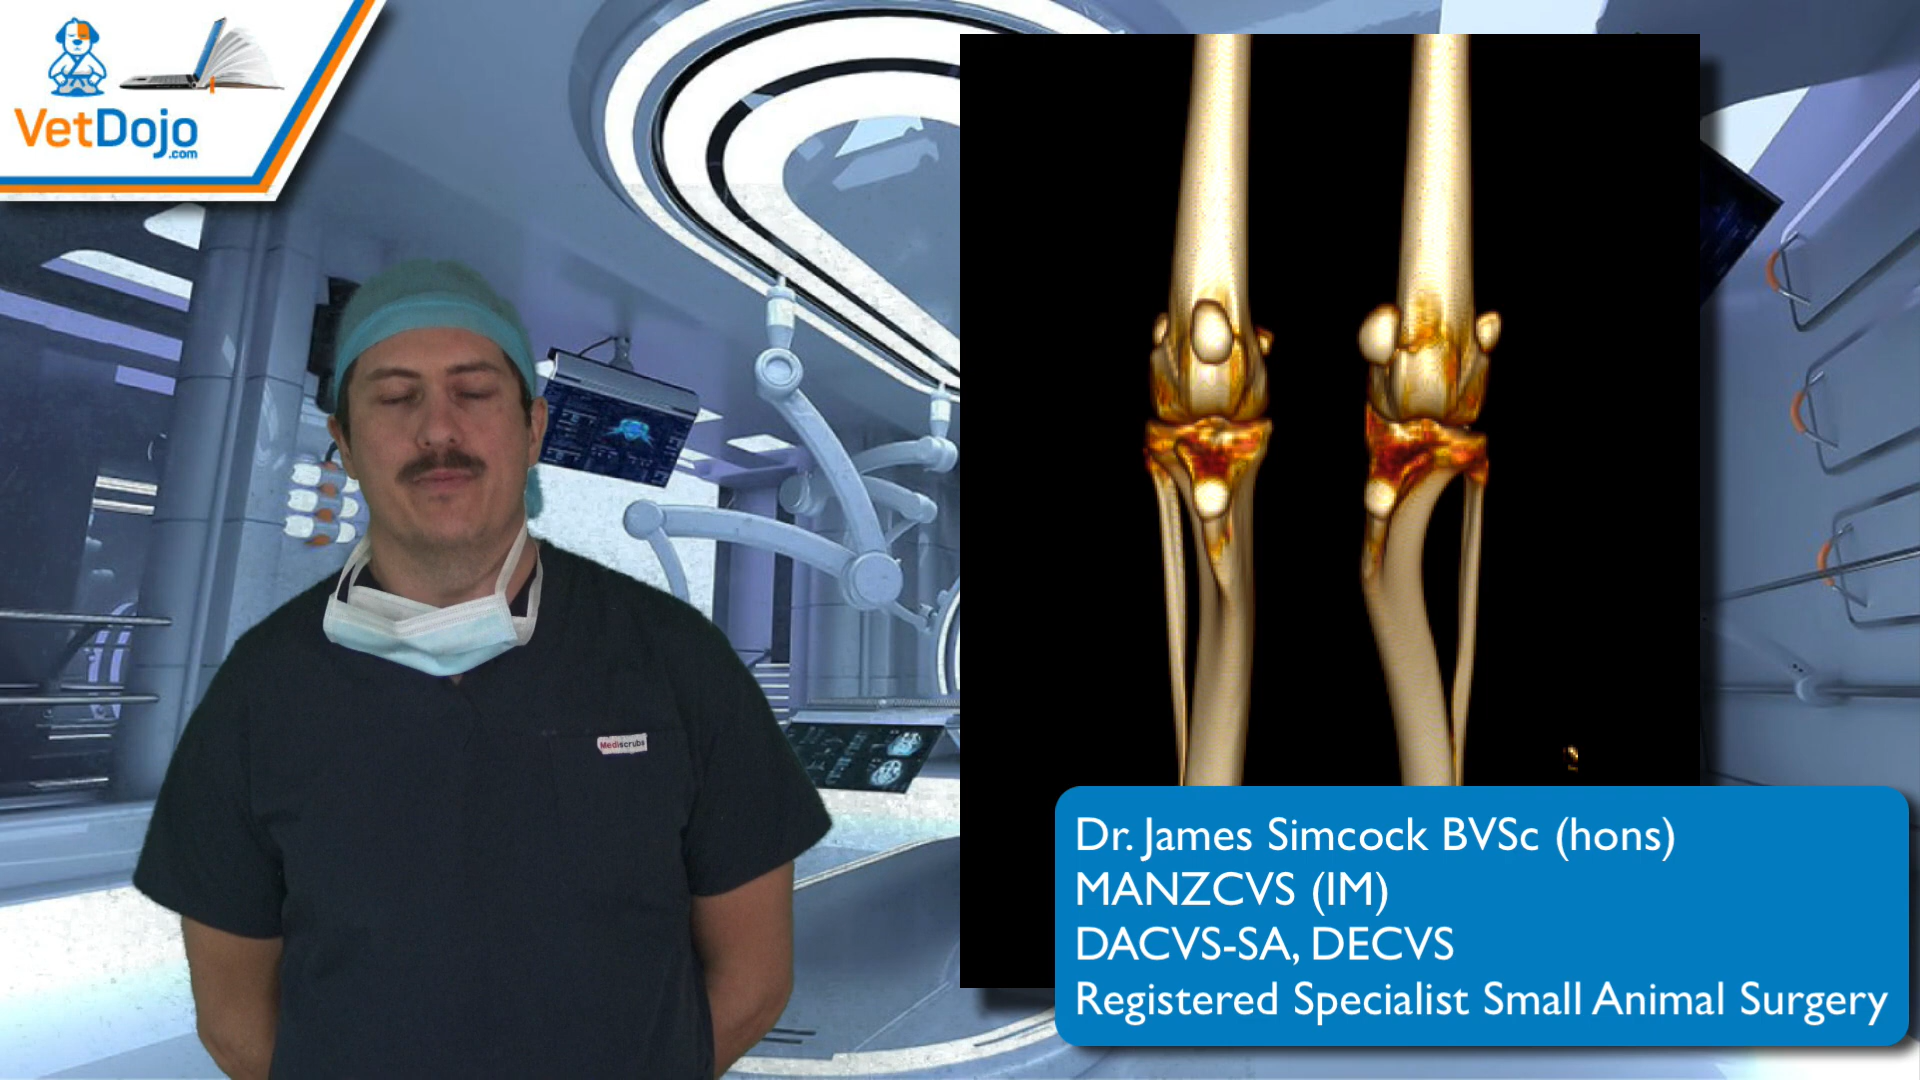 VetDojo
.com
Mediscrubs
Dr. James Simcock BVSc (hons)
MANZCVS (IM)
DACVS-SA, DECVS
Registered Specialist Small Animal Surgery